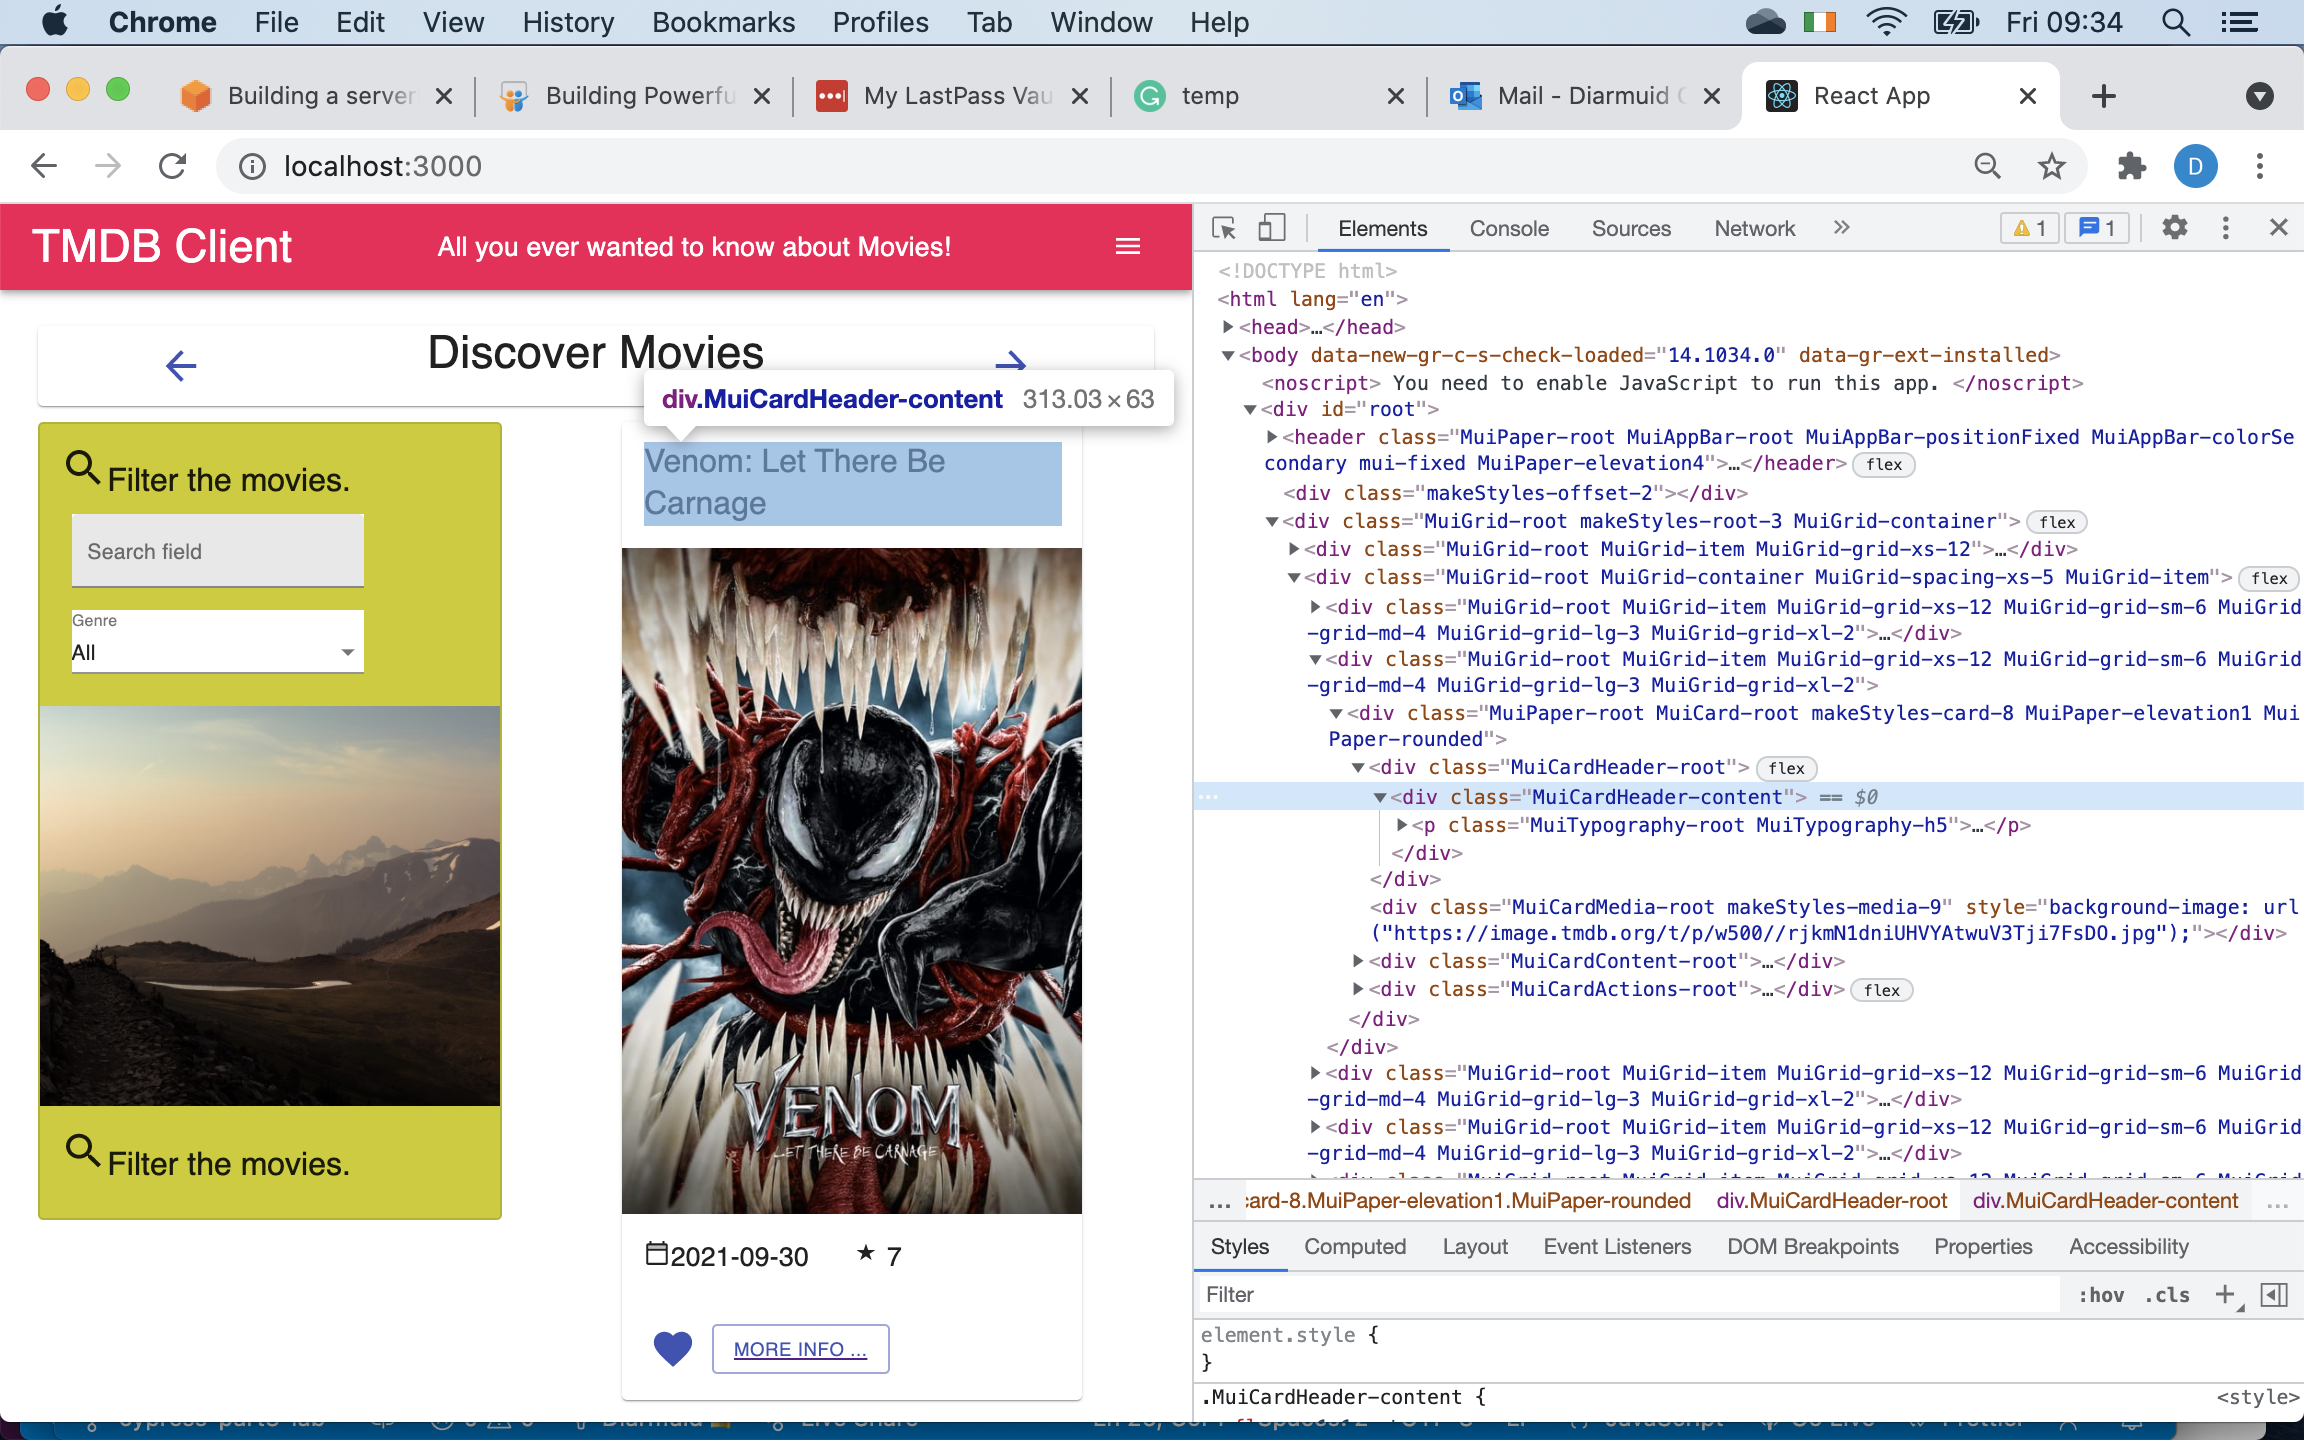 Chrome File Edit View History Bookmarks Profiles Tab Window Help Fri 09:34
Building a server Building Powerfu My LastPass Vau temp Mail - Diarmuid React App
localhost:3000 D
TMDB Client All you ever wanted to know about Movies!
Discover Movies
div.MuiCardHeader-content 313.03 × 63
Filter the movies.
Search field
Genre
All
Filter the movies.
Venom: Let There Be
Carnage
VENOM
LET THERE BE CARNAGE
2021-09-30 7
MORE INFO ...
Elements Console Sources Network » 1 1
<!DOCTYPE html>
<html lang="en">
<head>…</head>
<body data-new-gr-c-s-check-loaded="14.1034.0" data-gr-ext-installed>
<noscript> You need to enable JavaScript to run this app. </noscript>
<div id="root">
<header class="MuiPaper-root MuiAppBar-root MuiAppBar-positionFixed MuiAppBar-colorSe
condary mui-fixed MuiPaper-elevation4">…</header> flex
<div class="makeStyles-offset-2"></div>
<div class="MuiGrid-root makeStyles-root-3 MuiGrid-container"> flex
<div class="MuiGrid-root MuiGrid-item MuiGrid-grid-xs-12">…</div>
<div class="MuiGrid-root MuiGrid-container MuiGrid-spacing-xs-5 MuiGrid-item"> flex
<div class="MuiGrid-root MuiGrid-item MuiGrid-grid-xs-12 MuiGrid-grid-sm-6 MuiGrid
-grid-md-4 MuiGrid-grid-lg-3 MuiGrid-grid-xl-2">…</div>
<div class="MuiGrid-root MuiGrid-item MuiGrid-grid-xs-12 MuiGrid-grid-sm-6 MuiGrid
-grid-md-4 MuiGrid-grid-lg-3 MuiGrid-grid-xl-2">
<div class="MuiPaper-root MuiCard-root makeStyles-card-8 MuiPaper-elevation1 Mui
Paper-rounded">
<div class="MuiCardHeader-root"> flex
… <div class="MuiCardHeader-content"> == $0
<p class="MuiTypography-root MuiTypography-h5">…</p>
</div>
</div>
<div class="MuiCardMedia-root makeStyles-media-9" style="background-image: url
("https://image.tmdb.org/t/p/w500//rjkmN1dniUHVYAtwuV3Tji7FsDO.jpg");"></div>
<div class="MuiCardContent-root">…</div>
<div class="MuiCardActions-root">…</div> flex
</div>
</div>
<div class="MuiGrid-root MuiGrid-item MuiGrid-grid-xs-12 MuiGrid-grid-sm-6 MuiGrid
-grid-md-4 MuiGrid-grid-lg-3 MuiGrid-grid-xl-2">…</div>
<div class="MuiGrid-root MuiGrid-item MuiGrid-grid-xs-12 MuiGrid-grid-sm-6 MuiGrid
-grid-md-4 MuiGrid-grid-lg-3 MuiGrid-grid-xl-2">…</div>
... card-8.MuiPaper-elevation1.MuiPaper-rounded div.MuiCardHeader-root div.MuiCardHeader-content ...
Styles Computed Layout Event Listeners DOM Breakpoints Properties Accessibility
Filter :hov .cls +
element.style {
}
.MuiCardHeader-content { <style>